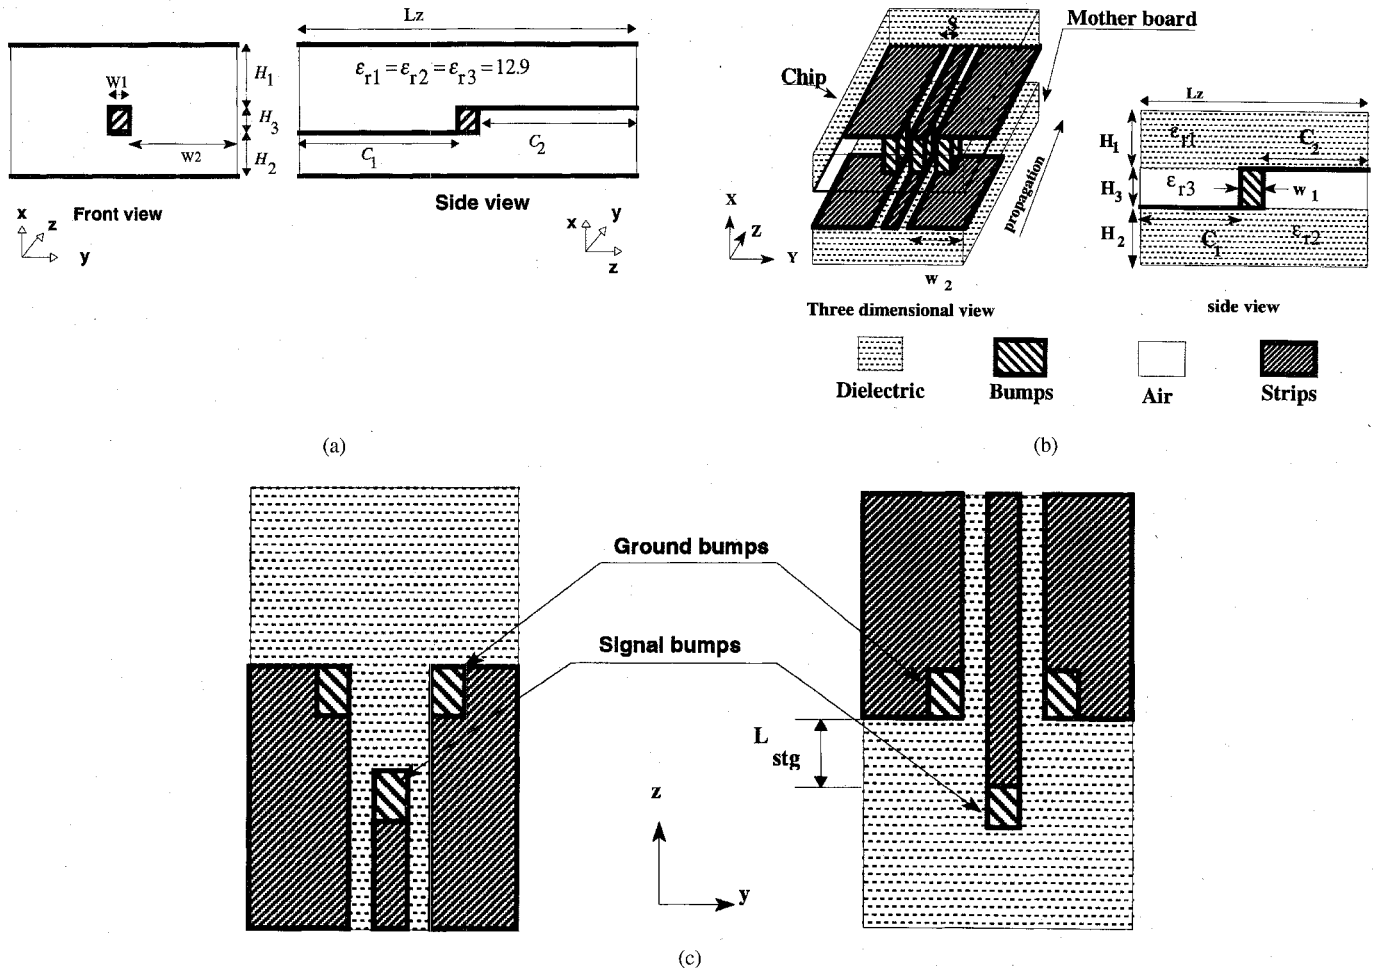 Lz
εr1 = εr2 = εr3 = 12.9
W1
H1
H3
H2
W2
C1
C2
Front view
Side view
x
z
y
x
y
z
S
Mother board
Chip
propagation
X
Z
Y
w 2
Three dimensional view
Lz
H1
εr1
C2
H3
εr3
w 1
H2
C1
εr2
side view
Dielectric
Bumps
Air
Strips
(a)
(b)
Ground bumps
Signal bumps
L stg
z
y
(c)